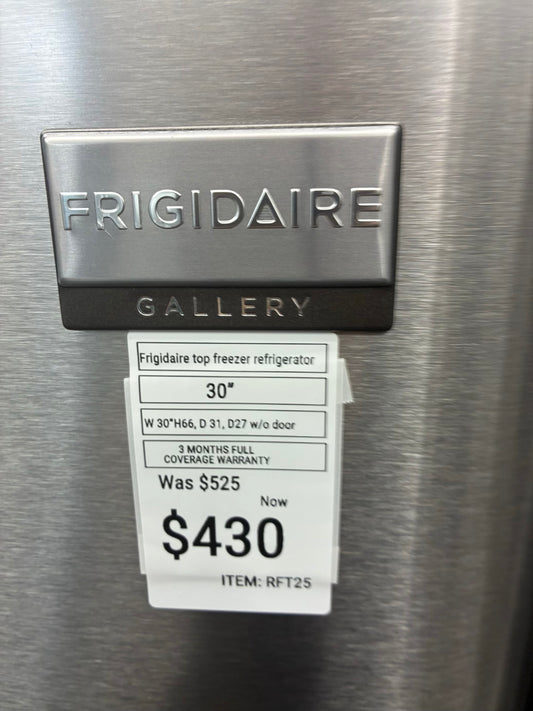 FRIGIDAIRE
GALLERY
Frigidaire top freezer refrigerator
30"
W 30"H66, D 31, D27 w/o door
3 MONTHS FULL
COVERAGE WARRANTY
Was $525
Now
$430
ITEM: RFT25